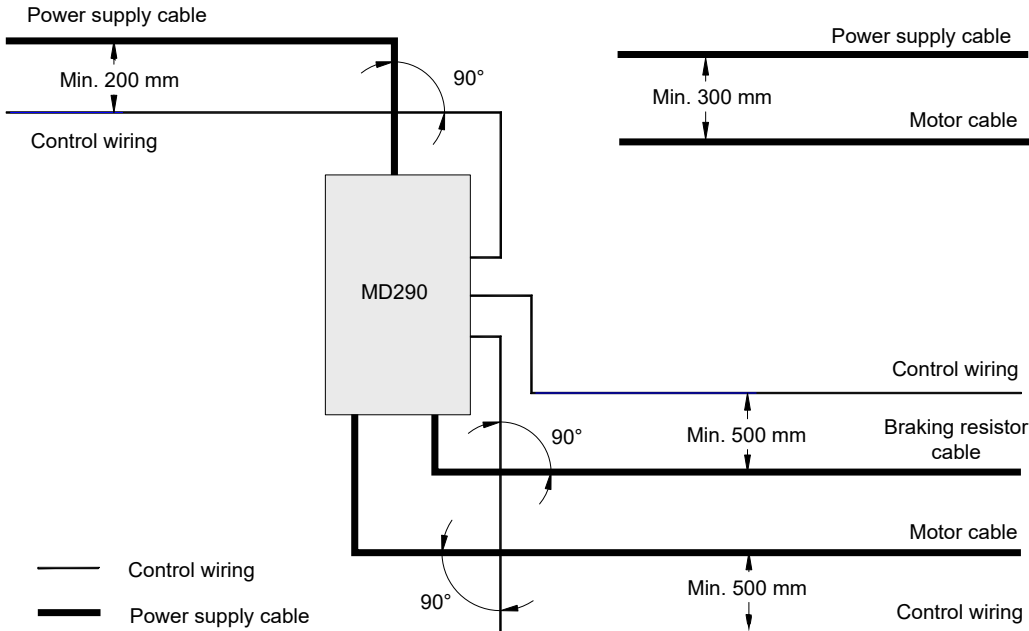 Power supply cable
Min. 200 mm
90°
Control wiring
Power supply cable
Min. 300 mm
Motor cable
MD290
Control wiring
Min. 500 mm
Braking resistor
cable
90°
Motor cable
Min. 500 mm
Control wiring
90°
Control wiring
Power supply cable